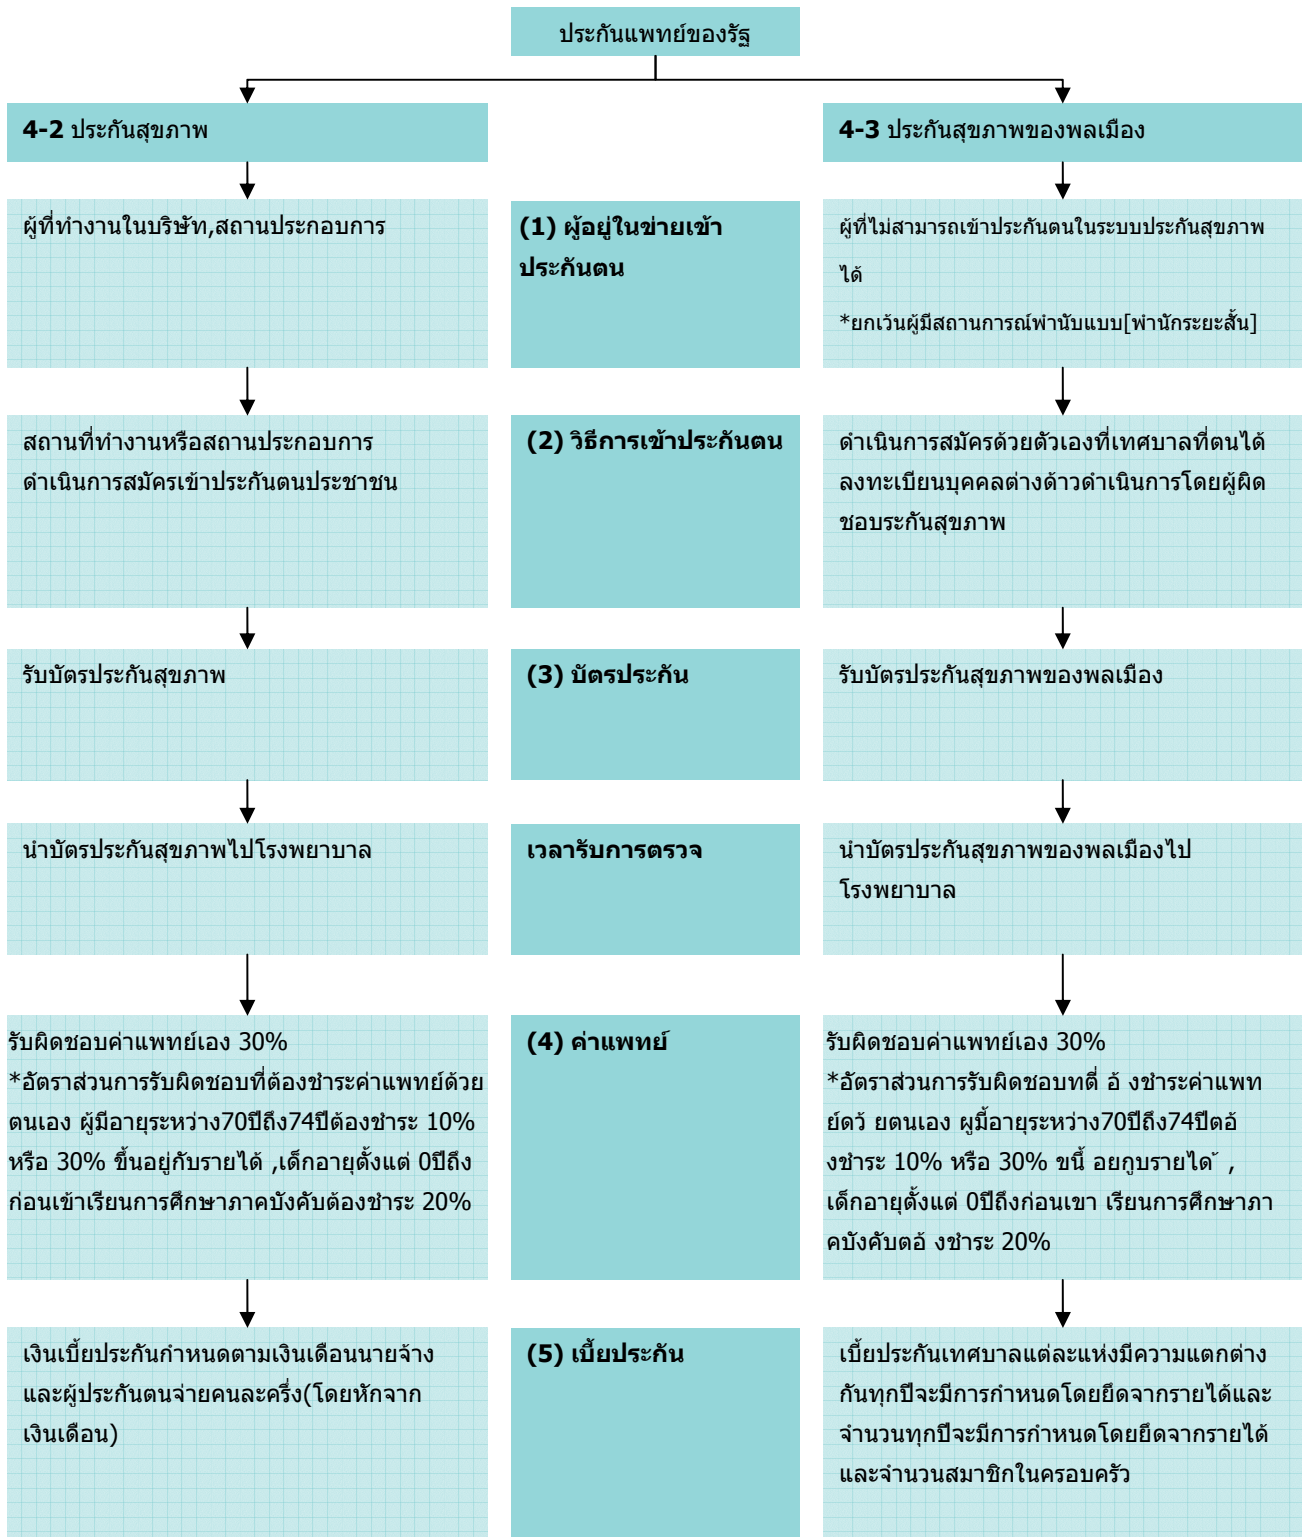 ประกันแพทย์ของรัฐ
4-2 ประกันสุขภาพ
4-3 ประกันสุขภาพของพลเมือง
ผู้ที่ทำงานในบริษัท,สถานประกอบการ
(1) ผู้อยู่ในข่ายเข้า
ประกันตน
ผู้ที่ไม่สามารถเข้าประกันตนในระบบประกันสุขภาพ
ได้
*ยกเว้นผู้มีสถานการณ์พำนับแบบ[พำนักระยะสั้น]
สถานที่ทำงานหรือสถานประกอบการ
ดำเนินการสมัครเข้าประกันตนประชาชน
(2) วิธีการเข้าประกันตน
ดำเนินการสมัครด้วยตัวเองที่เทศบาลที่ตนได้
ลงทะเบียนบุคคลต่างด้าวดำเนินการโดยผู้ผิด
ชอบระกันสุขภาพ
รับบัตรประกันสุขภาพ
(3) บัตรประกัน
รับบัตรประกันสุขภาพของพลเมือง
นำบัตรประกันสุขภาพไปโรงพยาบาล
เวลารับการตรวจ
นำบัตรประกันสุขภาพของพลเมืองไป
โรงพยาบาล
รับผิดชอบค่าแพทย์เอง 30%
*อัตราส่วนการรับผิดชอบที่ต้องชำระค่าแพทย์ด้วย
ตนเอง ผู้มีอายุระหว่าง70ปีถึง74ปีต้องชำระ 10%
หรือ 30% ขึ้นอยู่กับรายได้ ,เด็กอายุตั้งแต่ 0ปีถึง
ก่อนเข้าเรียนการศึกษาภาคบังคับต้องชำระ 20%
(4) ค่าแพทย์
รับผิดชอบค่าแพทย์เอง 30%
*อัตราส่วนการรับผิดชอบทตี่ อ้ งชำระค่าแพท
ย์ดว้ ยตนเอง ผูมี้อายุระหว่าง70ปีถึง74ปีตอ้
งชำระ 10% หรือ 30% ขนึ้ อยกูบรายได ้ ,
เด็กอายุตั้งแต่ 0ปีถึงก่อนเขา เรียนการศึกษาภา
คบังคับตอ้ งชำระ 20%
เงินเบี้ยประกันกำหนดตามเงินเดือนนายจ้าง
และผู้ประกันตนจ่ายคนละครึ่ง(โดยหักจาก
เงินเดือน)
(5) เบี้ยประกัน
เบี้ยประกันเทศบาลแต่ละแห่งมีความแตกต่าง
กันทุกปีจะมีการกำหนดโดยยึดจากรายได้และ
จำนวนทุกปีจะมีการกำหนดโดยยึดจากรายได้
และจำนวนสมาชิกในครอบครัว